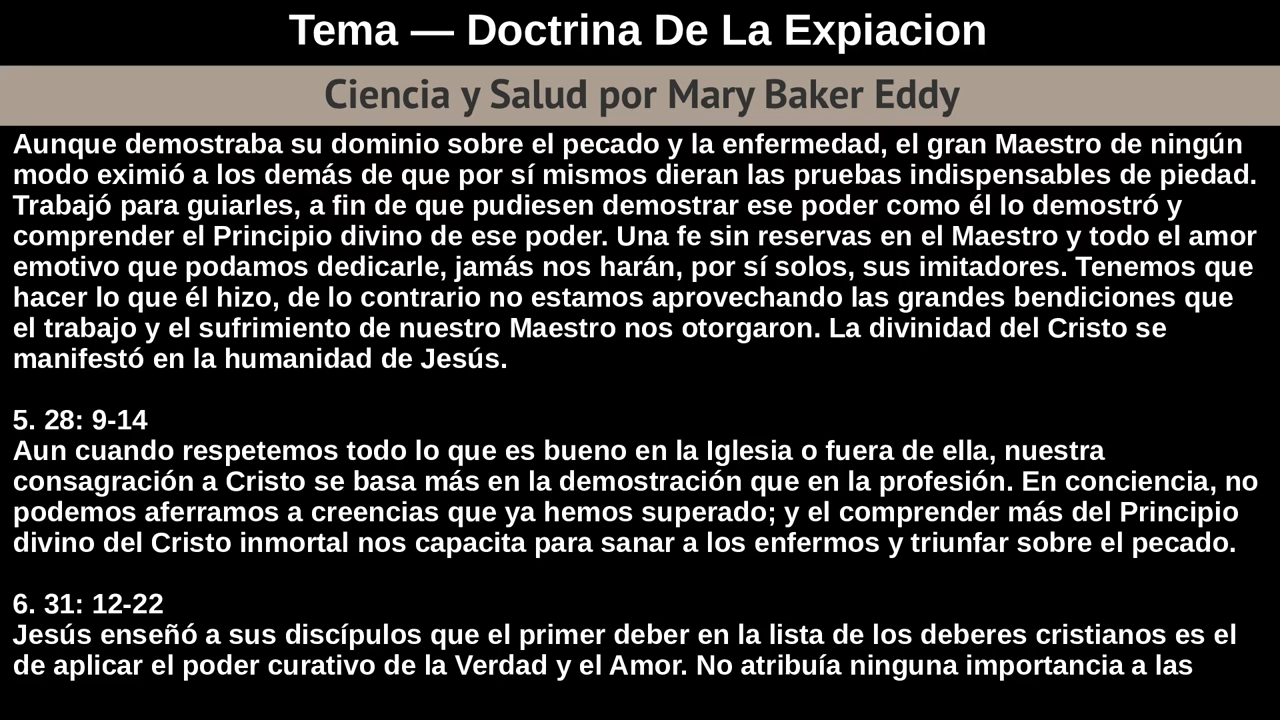 Tema — Doctrina De La Expiacion
Ciencia y Salud por Mary Baker Eddy
Aunque demostraba su dominio sobre el pecado y la enfermedad, el gran Maestro de ningún
modo eximió a los demás de que por sí mismos dieran las pruebas indispensables de piedad.
Trabajó para guiarles, a fin de que pudiesen demostrar ese poder como él lo demostró y
comprender el Principio divino de ese poder. Una fe sin reservas en el Maestro y todo el amor
emotivo que podamos dedicarle, jamás nos harán, por sí solos, sus imitadores. Tenemos que
hacer lo que él hizo, de lo contrario no estamos aprovechando las grandes bendiciones que
el trabajo y el sufrimiento de nuestro Maestro nos otorgaron. La divinidad del Cristo se
manifestó en la humanidad de Jesús.
5. 28: 9-14
Aun cuando respetemos todo lo que es bueno en la Iglesia o fuera de ella, nuestra
consagración a Cristo se basa más en la demostración que en la profesión. En conciencia, no
podemos aferramos a creencias que ya hemos superado; y el comprender más del Principio
divino del Cristo inmortal nos capacita para sanar a los enfermos y triunfar sobre el pecado.
6. 31: 12-22
Jesús enseñó a sus discípulos que el primer deber en la lista de los deberes cristianos es el
de aplicar el poder curativo de la Verdad y el Amor. No atribuía ninguna importancia a las